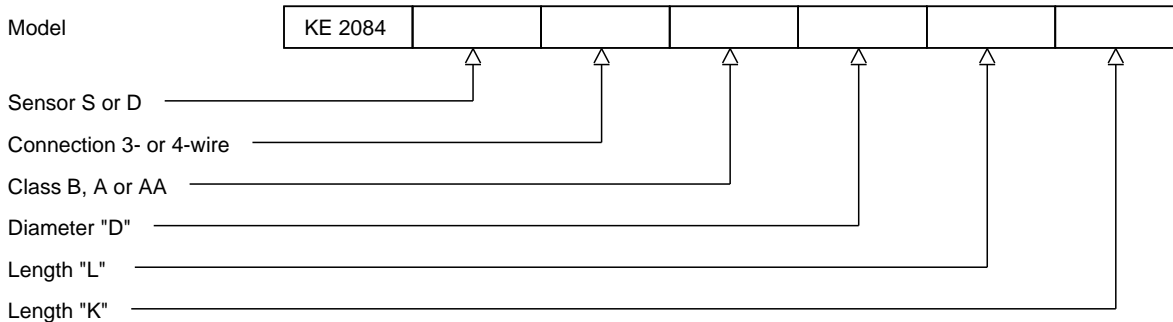 Model KE 2084
Sensor S or D
Connection 3- or 4-wire
Class B, A or AA
Diameter "D"
Length "L"
Length "K"